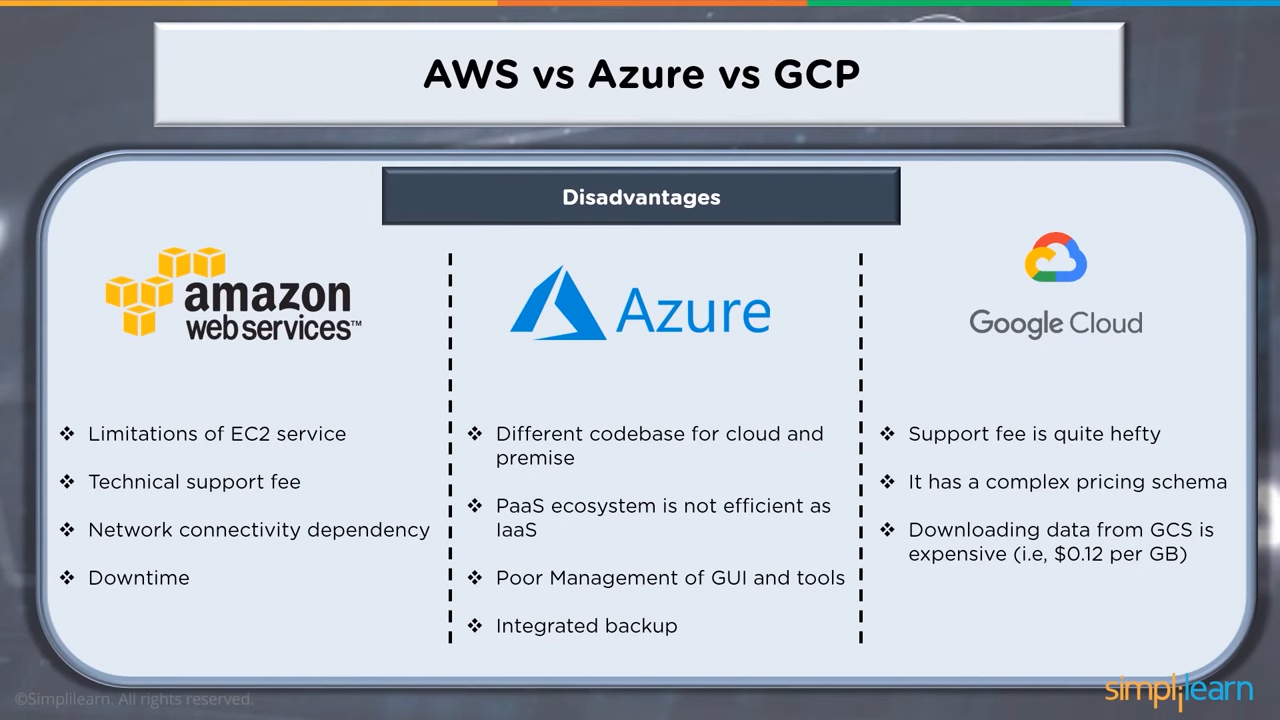 AWS vs Azure vs GCP
Disadvantages
amazon
web services™
Azure
Google Cloud
❖ Limitations of EC2 service
❖ Technical support fee
❖ Network connectivity dependency
❖ Downtime
❖ Different codebase for cloud and
premise
❖ PaaS ecosystem is not efficient as
IaaS
❖ Poor Management of GUI and tools
❖ Integrated backup
❖ Support fee is quite hefty
❖ It has a complex pricing schema
❖ Downloading data from GCS is
expensive (i.e, $0.12 per GB)
©Simplilearn. All rights reserved.
simplilearn